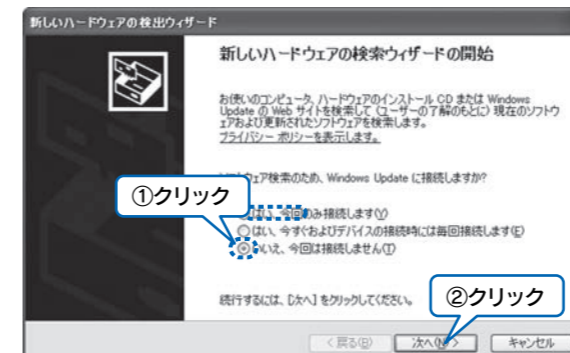 新しいハードウェアの検出ウィザード
新しいハードウェアの検索ウィザードの開始
お使いのコンピュータ、ハードウェアのインストール CD または Windows
Update の Web サイトを検索して (ユーザーの了解のもとに) 現在のソフトウ
ェアおよび更新されたソフトウェアを検索します。
プライバシー ポリシーを表示します。
ェア検索のため、Windows Update に接続しますか?
①クリック
はい、今回のみ接続します(Y)
はい、今すぐおよびデバイスの接続時には毎回接続します(E)
いいえ、今回は接続しません(T)
続行するには、[次へ] をクリックしてください。
②クリック
< 戻る(B) 次へ(N) > キャンセル